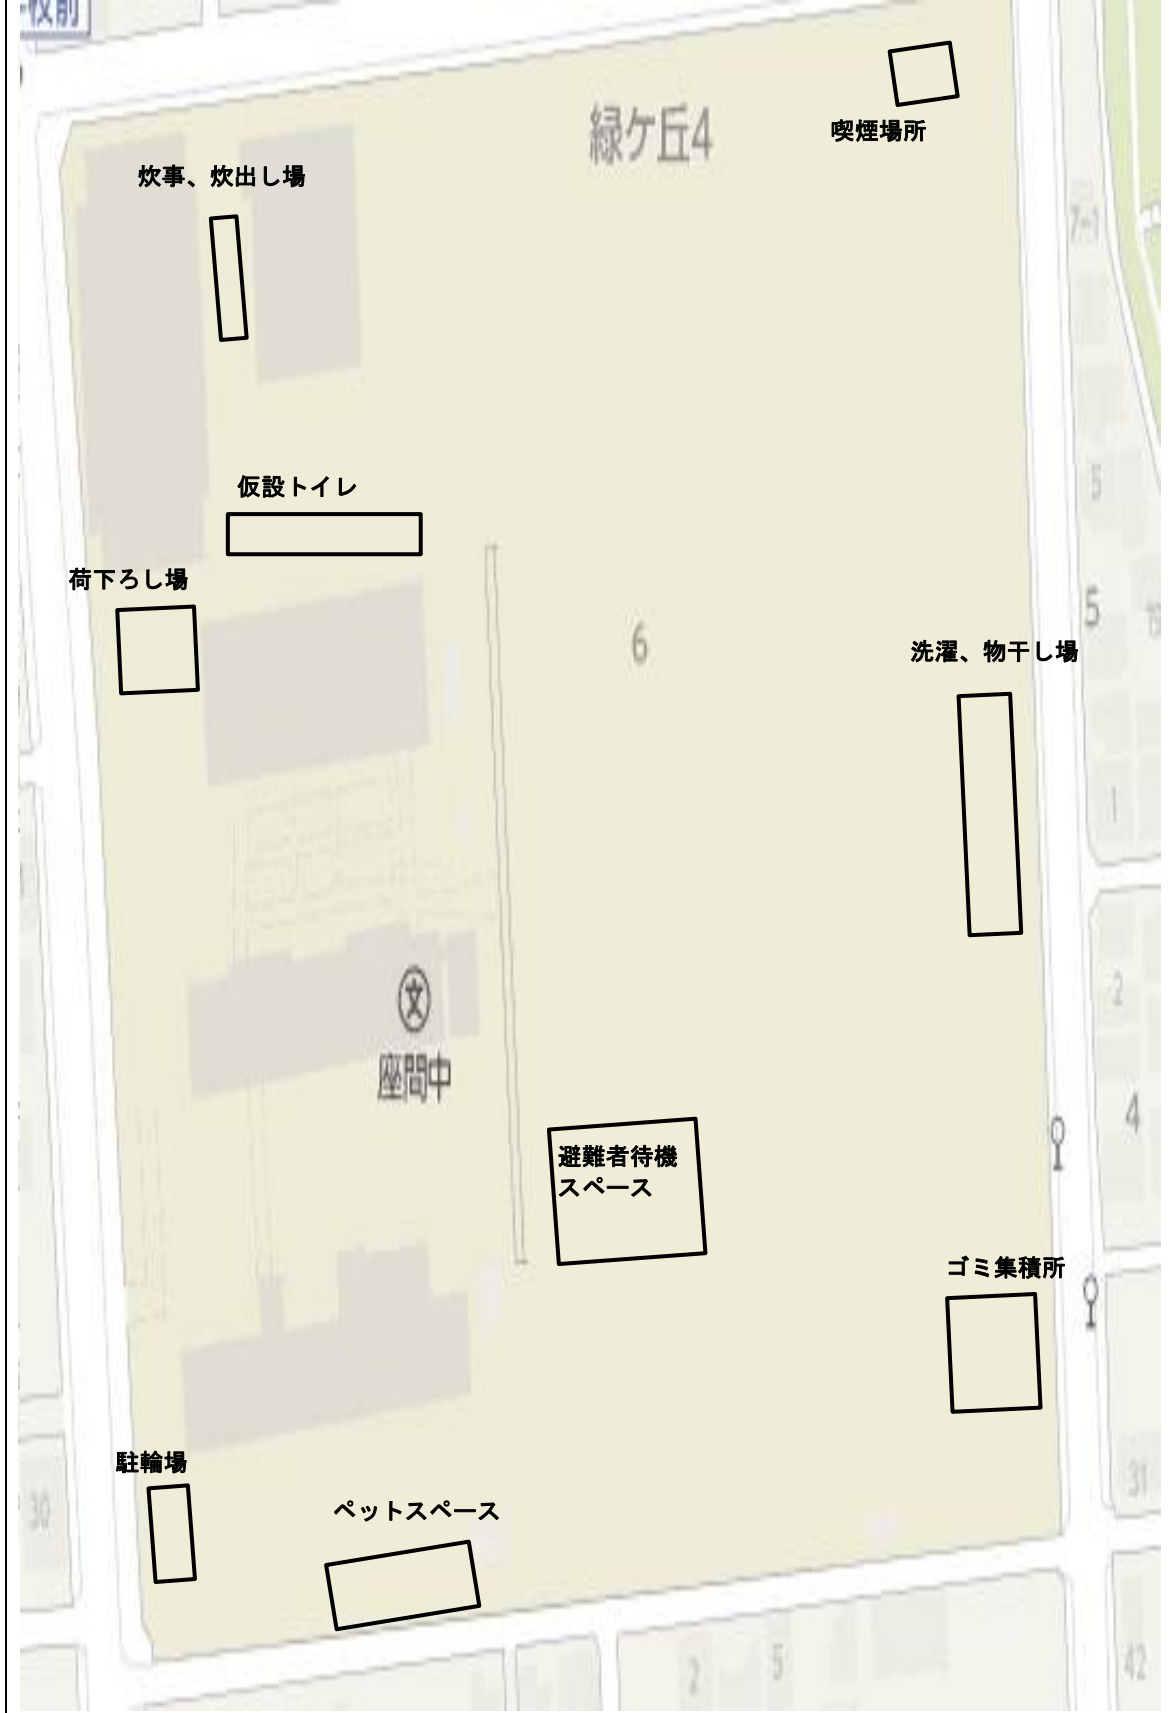 校前
緑ケ丘4
喫煙場所
炊事、炊出し場
7-1
仮設トイレ
5
荷下ろし場
5
6
洗濯、物干し場
1
2
座間中
4
避難者待機
スペース
ゴミ集積所
駐輪場
31
30
ペットスペース
2
5
42